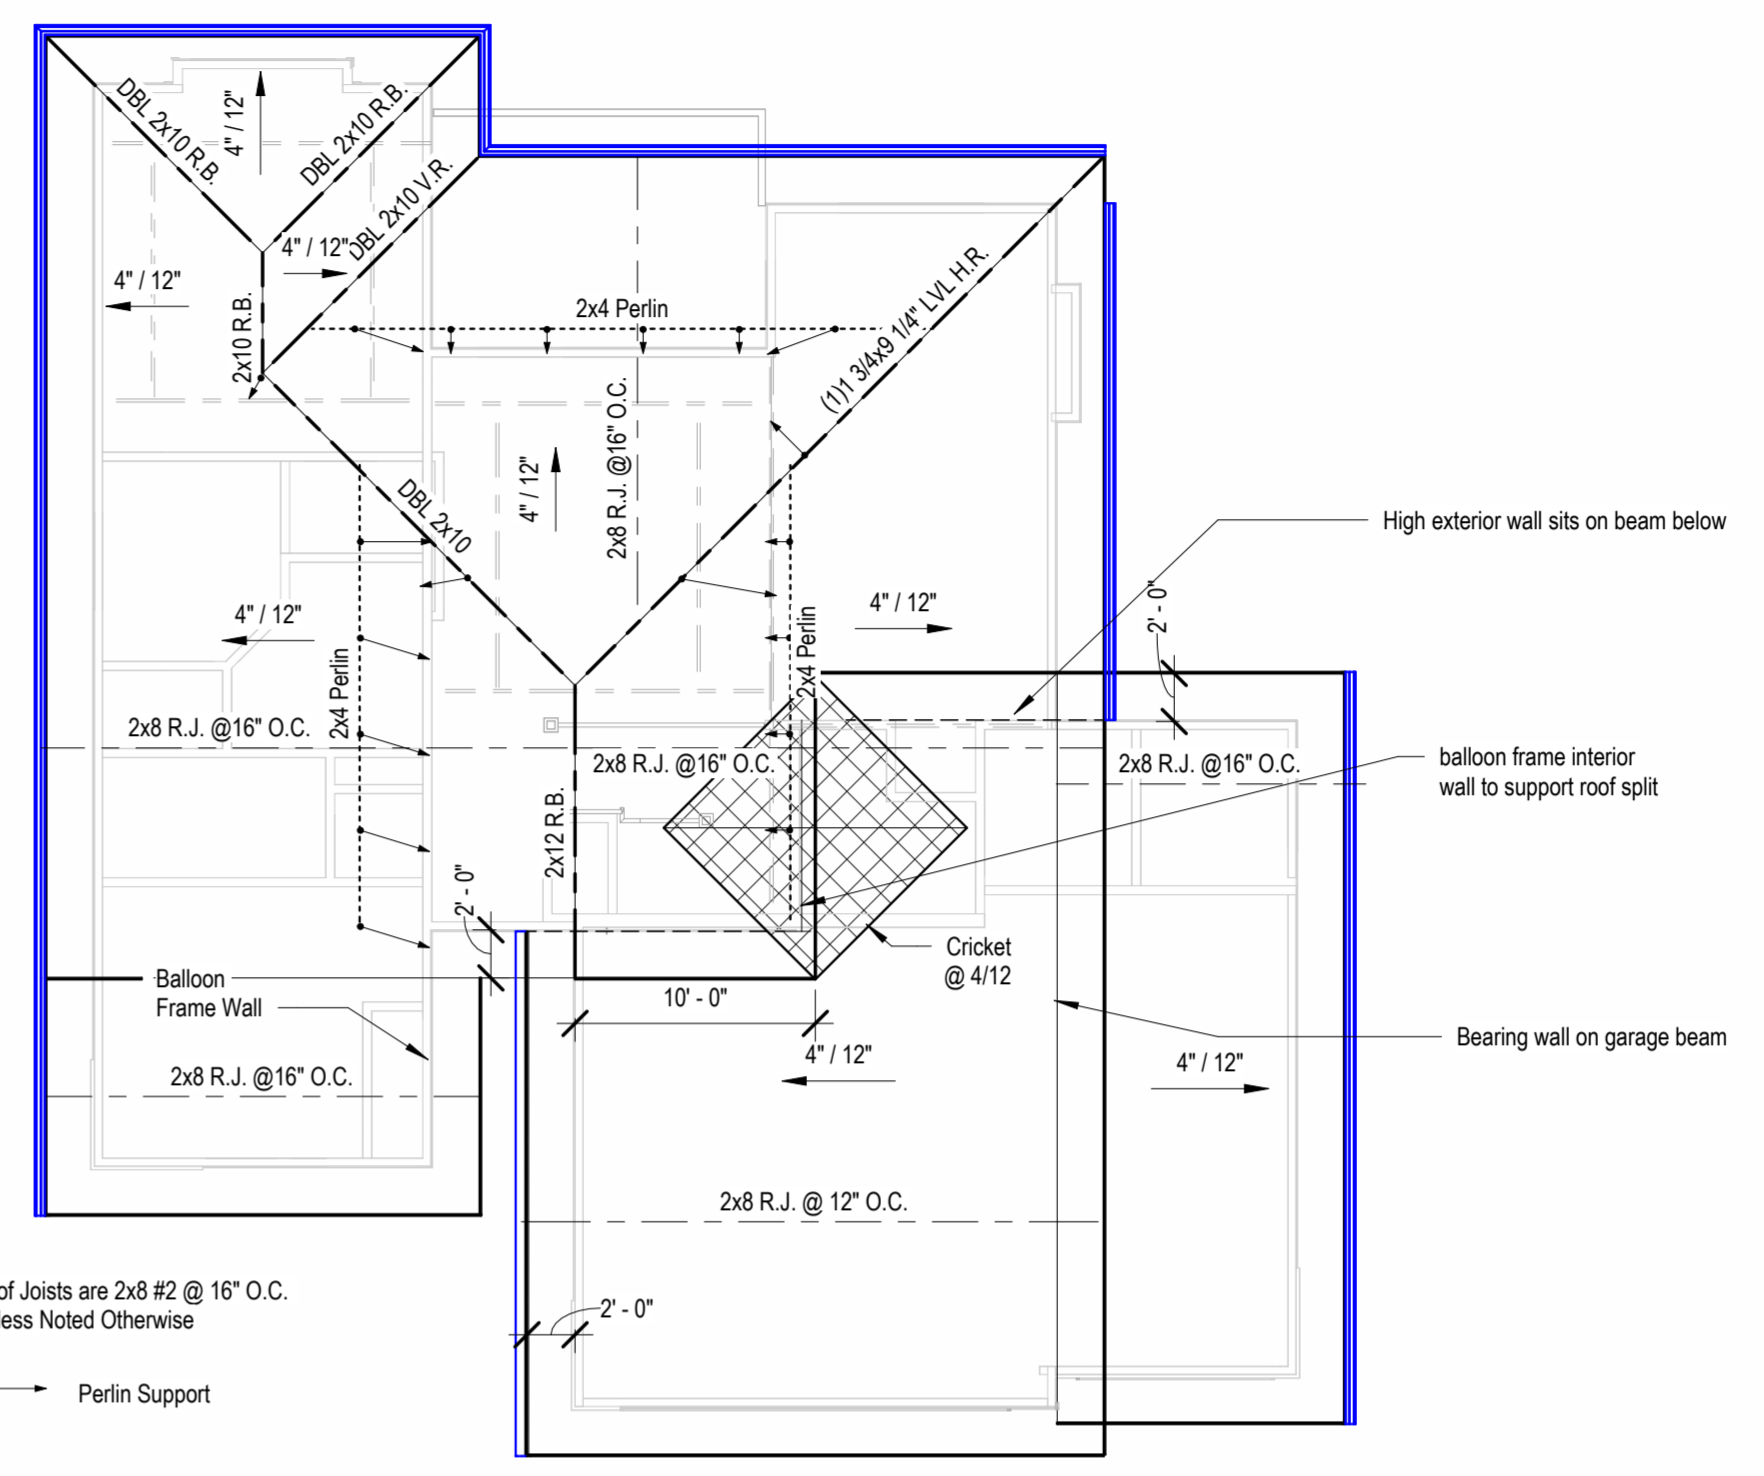 DBL 2x10 R.B.
4" / 12"
DBL 2x10 R.B.
DBL 2x10 V.R.
4" / 12"
4" / 12"
2x10 R.B.
2x4 Perlin
(1)1 3/4x9 1/4" LVL H.R.
2x8 R.J. @16" O.C.
4" / 12"
DBL 2x10
High exterior wall sits on beam below
4" / 12"
4" / 12"
2' - 0"
2x4 Perlin
2x4 Perlin
2x8 R.J. @16" O.C.
2x8 R.J. @16" O.C.
2x8 R.J. @16" O.C.
balloon frame interior
wall to support roof split
2x12 R.B.
2' - 0"
Cricket
@ 4/12
Balloon
Frame Wall
10' - 0"
4" / 12"
Bearing wall on garage beam
4" / 12"
2x8 R.J. @16" O.C.
2x8 R.J. @ 12" O.C.
of Joists are 2x8 #2 @ 16" O.C.
less Noted Otherwise
2' - 0"
Perlin Support